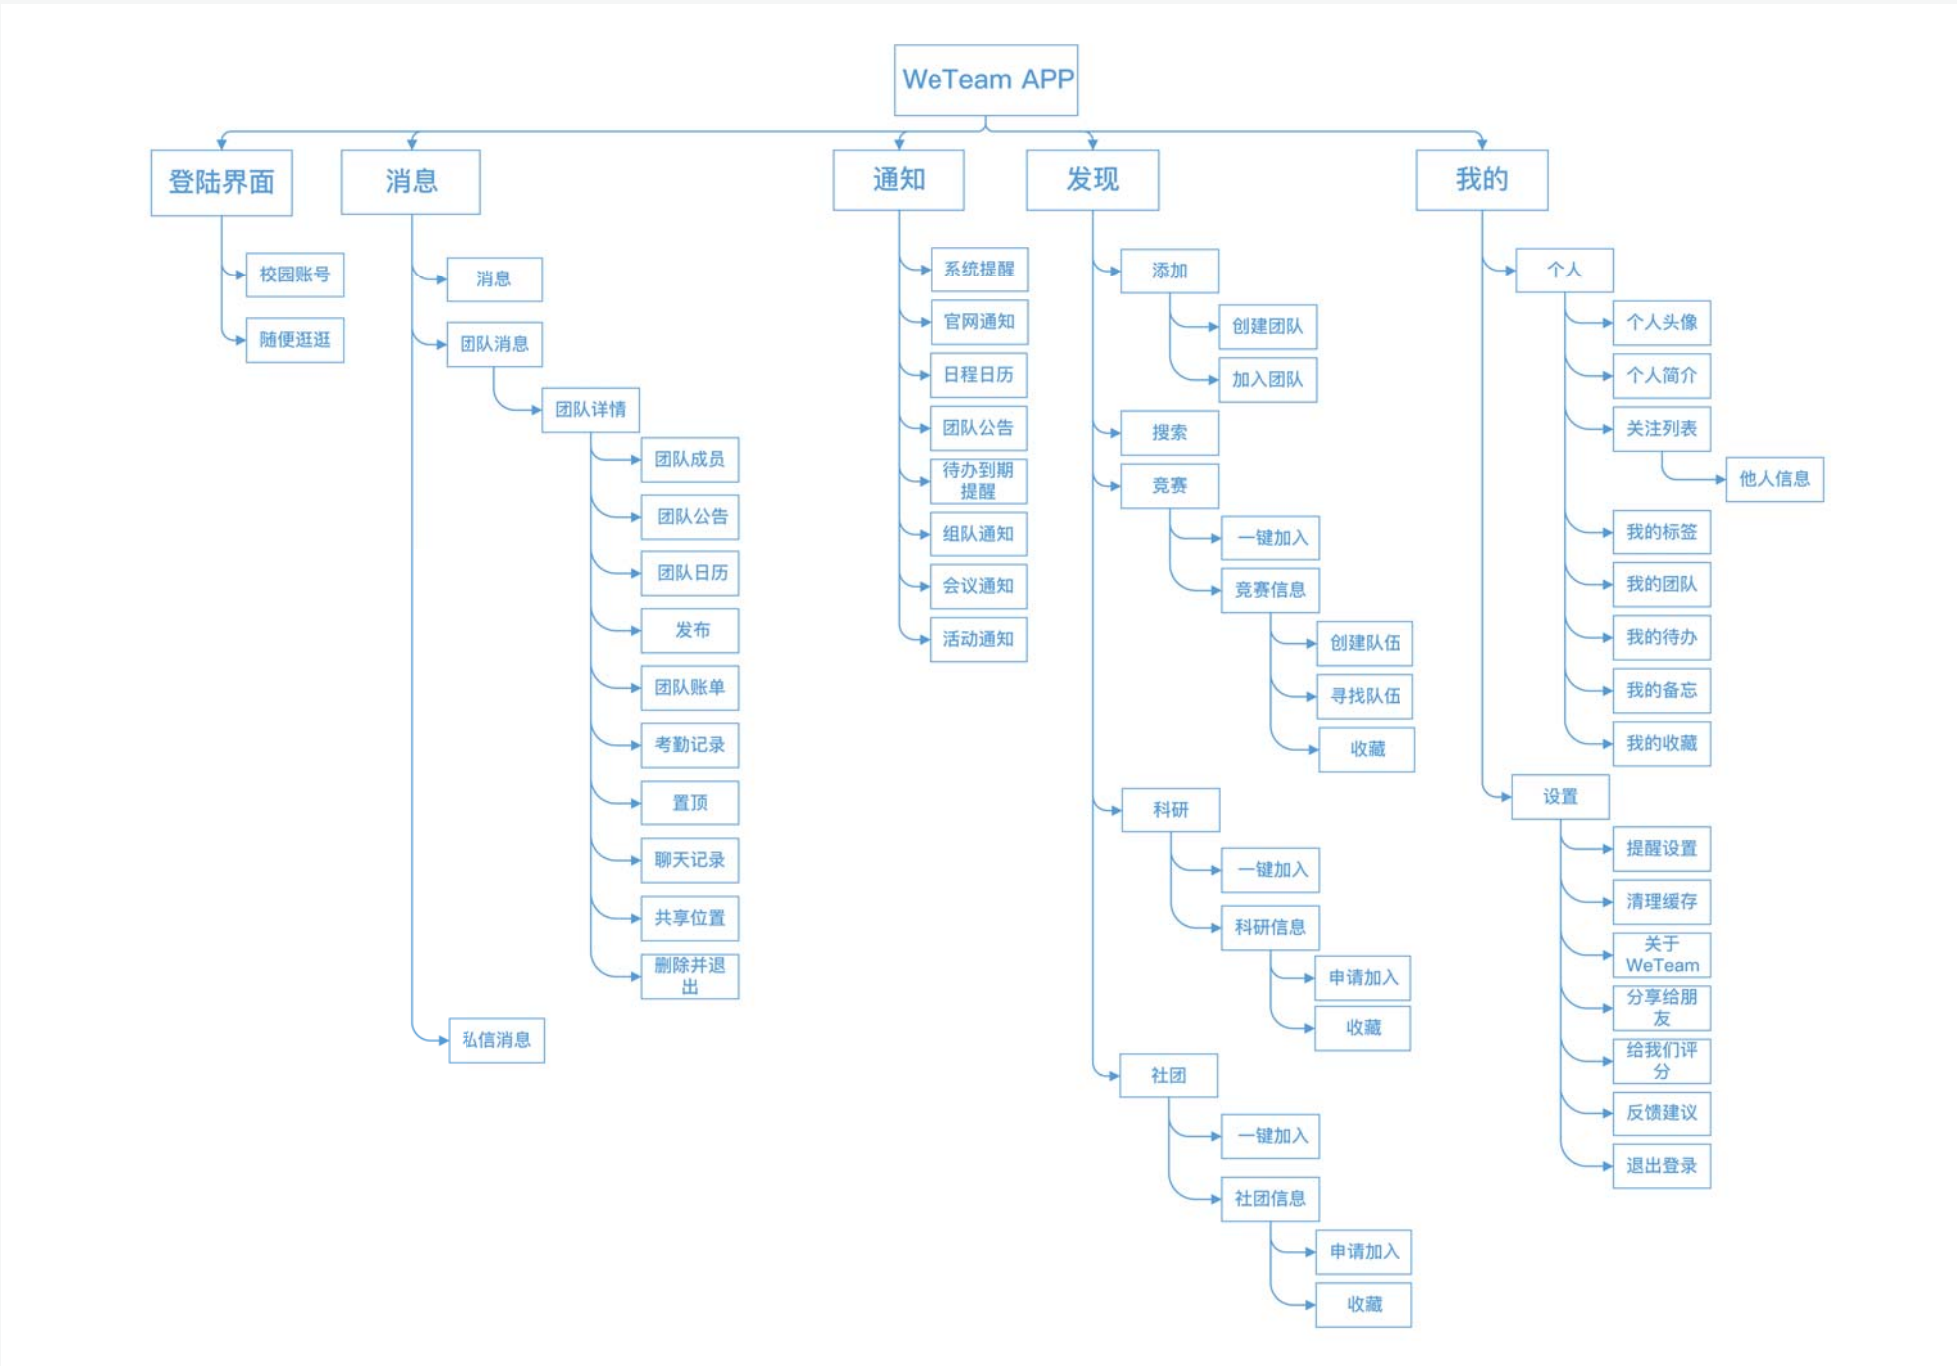 WeTeam APP
登陆界面
校园账号
随便逛逛
消息
消息
团队消息
团队详情
团队成员
团队公告
团队日历
发布
团队账单
考勤记录
置顶
聊天记录
共享位置
删除并退
出
私信消息
通知
系统提醒
官网通知
日程日历
团队公告
待办到期
提醒
组队通知
会议通知
活动通知
发现
添加
创建团队
加入团队
搜索
竞赛
一键加入
竞赛信息
创建队伍
寻找队伍
收藏
科研
一键加入
科研信息
申请加入
收藏
社团
一键加入
社团信息
申请加入
收藏
我的
个人
个人头像
个人简介
关注列表
他人信息
我的标签
我的团队
我的待办
我的备忘
我的收藏
设置
提醒设置
清理缓存
关于
WeTeam
分享给朋
友
给我们评
分
反馈建议
退出登录